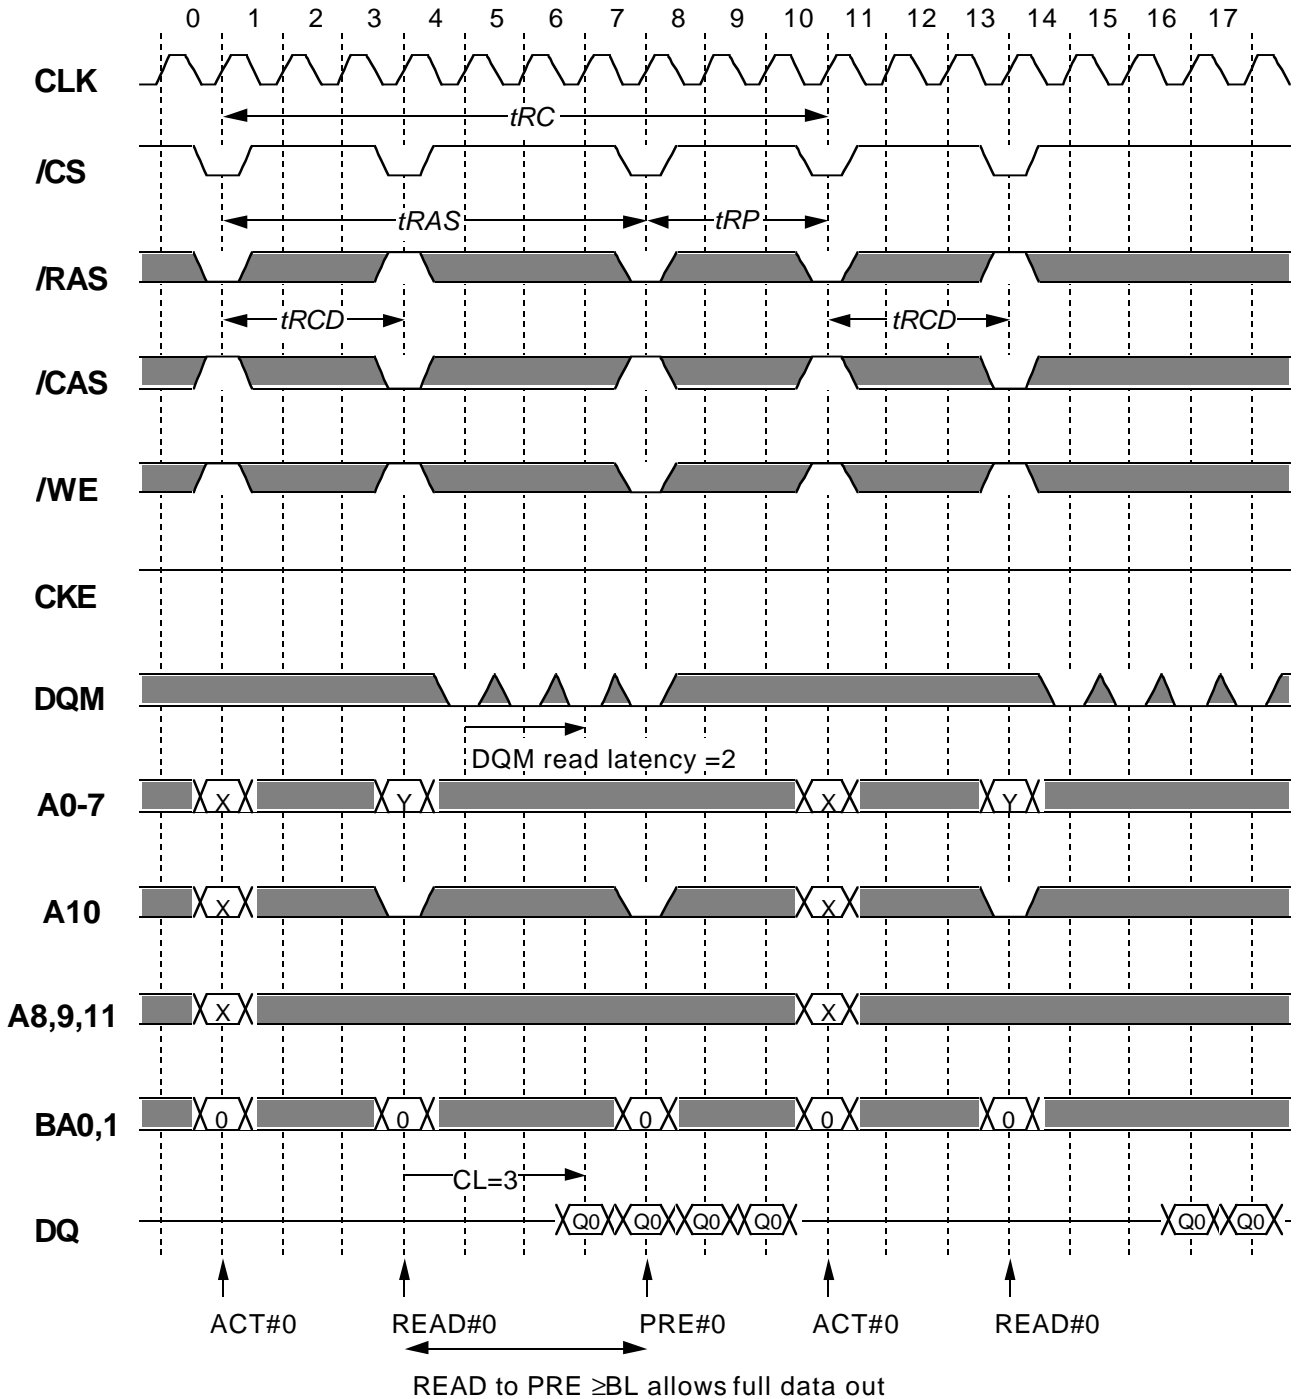 0 1 2 3 4 5 6 7 8 9 10 11 12 13 14 15 16 17
CLK
tRC
/CS
tRAS tRP
/RAS
tRCD tRCD
/CAS
/WE
CKE
DQM
DQM read latency =2
A0-7 X Y X Y
A10 X X
A8,9,11 X X
BA0,1 0 0 0 0 0
CL=3
DQ Q0 Q0 Q0 Q0 Q0 Q0
ACT#0 READ#0 PRE#0 ACT#0 READ#0
READ to PRE ≥BL allows full data out